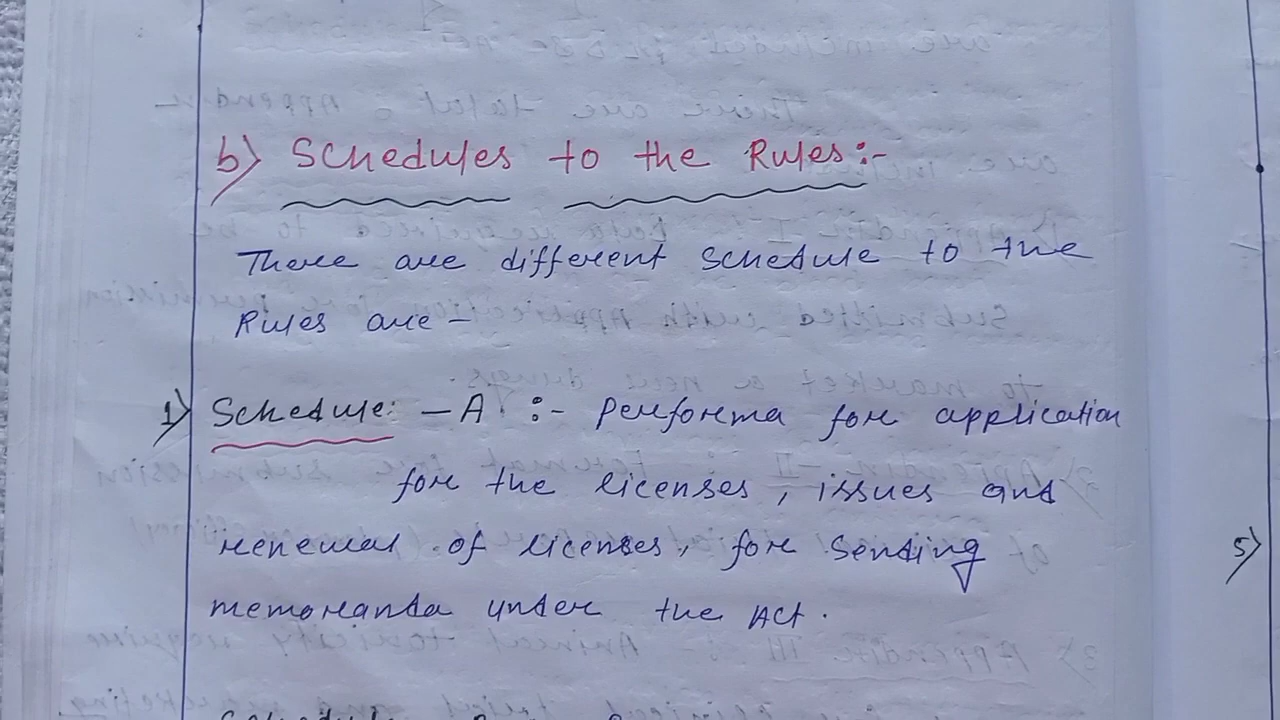 b) Schedules to the Rules :-
There are different schedule to the
Rules are -
1) Schedule: - A :- Performa for application
for the licenses, issues and
renewal of licenses, for sending
memoranda under the Act.
5)